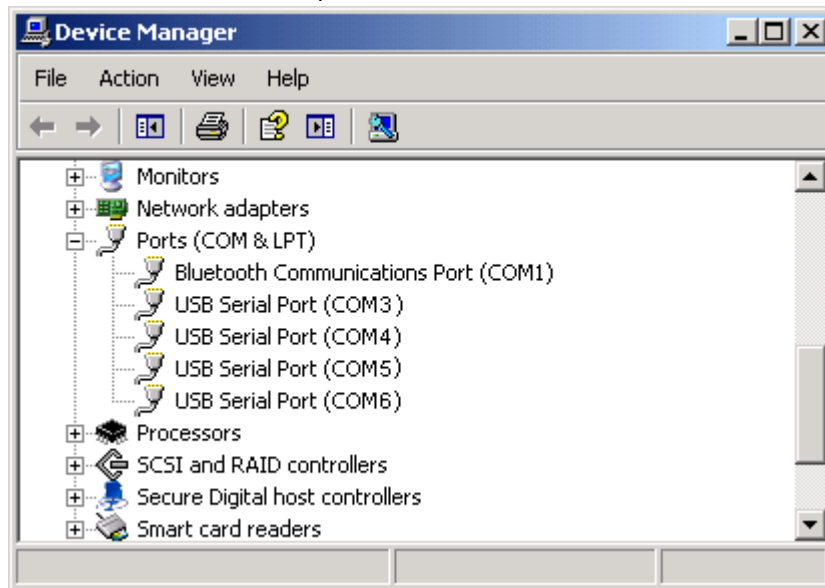 Device Manager
File Action View Help
Monitors
Network adapters
Ports (COM & LPT)
Bluetooth Communications Port (COM1)
USB Serial Port (COM3)
USB Serial Port (COM4)
USB Serial Port (COM5)
USB Serial Port (COM6)
Processors
SCSI and RAID controllers
Secure Digital host controllers
Smart card readers